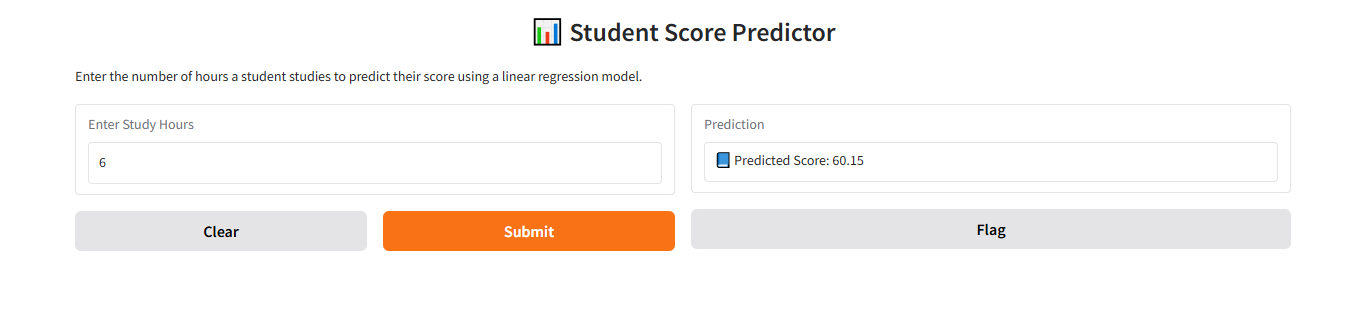 📊 Student Score Predictor
Enter the number of hours a student studies to predict their score using a linear regression model.
Enter Study Hours
6
Prediction
📘 Predicted Score: 60.15
Clear
Submit
Flag